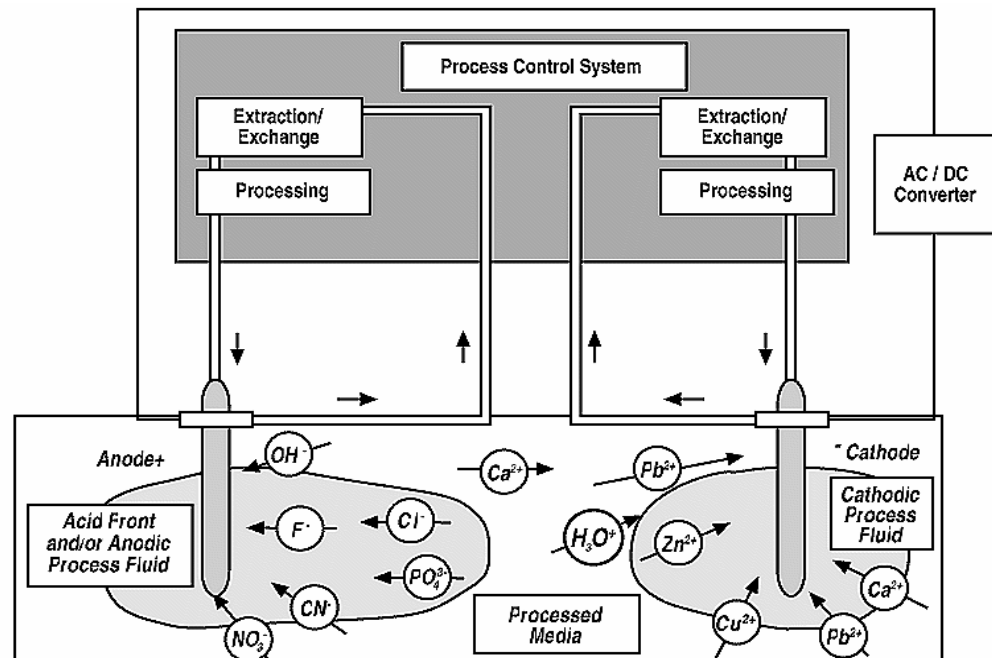 Process Control System
Extraction/
Exchange
Extraction/
Exchange
Processing
Processing
AC / DC
Converter
Anode+
OH⁻
Ca²⁺
Pb²⁺
⁻ Cathode
Acid Front
and/or Anodic
Process Fluid
F⁻
Cl⁻
H₃O⁺
Zn²⁺
Cathodic
Process
Fluid
PO₄³⁻
CN⁻
NO₃⁻
Processed
Media
Cu²⁺
Pb²⁺
Ca²⁺